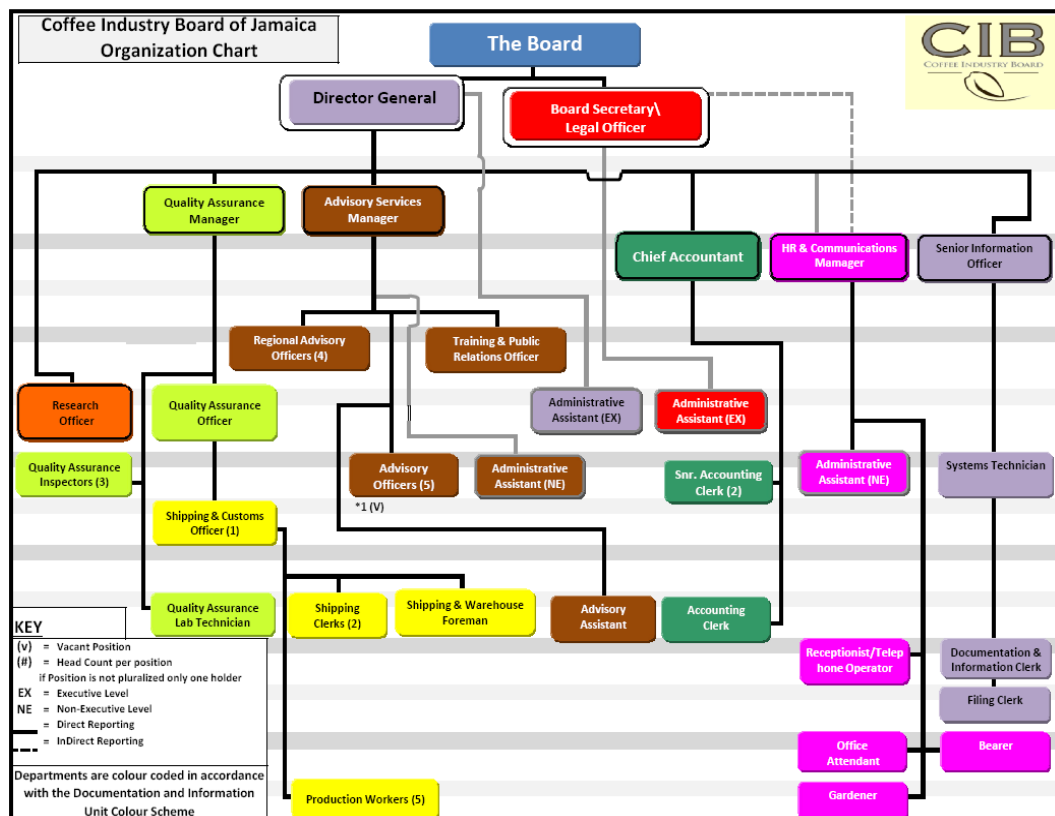 Coffee Industry Board of Jamaica
Organization Chart
The Board
CIB
COFFEE INDUSTRY BOARD
Director General
Board Secretary\
Legal Officer
Quality Assurance
Manager
Advisory Services
Manager
Chief Accountant
HR & Communications
Mamager
Senior Information
Officer
Regional Advisory
Officers (4)
Training & Public
Relations Officer
Research
Officer
Quality Assurance
Officer
Administrative
Assistant (EX)
Administrative
Assistant (EX)
Quality Assurance
Inspectors (3)
Advisory
Officers (5)
*1 (V)
Administrative
Assistant (NE)
Snr. Accounting
Clerk (2)
Administrative
Assistant (NE)
Systems Technician
Shipping & Customs
Officer (1)
Quality Assurance
Lab Technician
Shipping
Clerks (2)
Shipping & Warehouse
Foreman
Advisory
Assistant
Accounting
Clerk
Receptionist/Telep
hone Operator
Documentation &
Information Clerk
Filing Clerk
Office
Attendant
Bearer
Production Workers (5)
Gardener
KEY
(v) = Vacant Position
(#) = Head Count per position
if Position is not pluralized only one holder
EX = Executive Level
NE = Non-Executive Level
= Direct Reporting
= InDirect Reporting
Departments are colour coded in accordance
with the Documentation and Information
Unit Colour Scheme